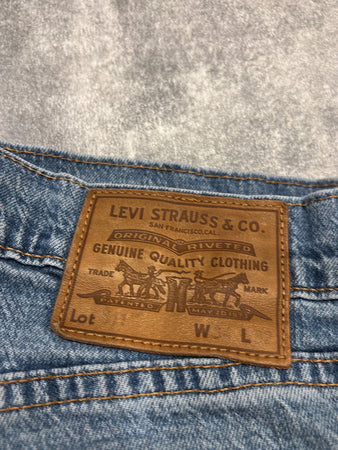 LEVI STRAUSS & CO.
SAN FRANCISCO, CAL.
ORIGINAL RIVETED
GENUINE QUALITY CLOTHING
TRADE MARK
PATENTED MAY 20 1873
Lot W L